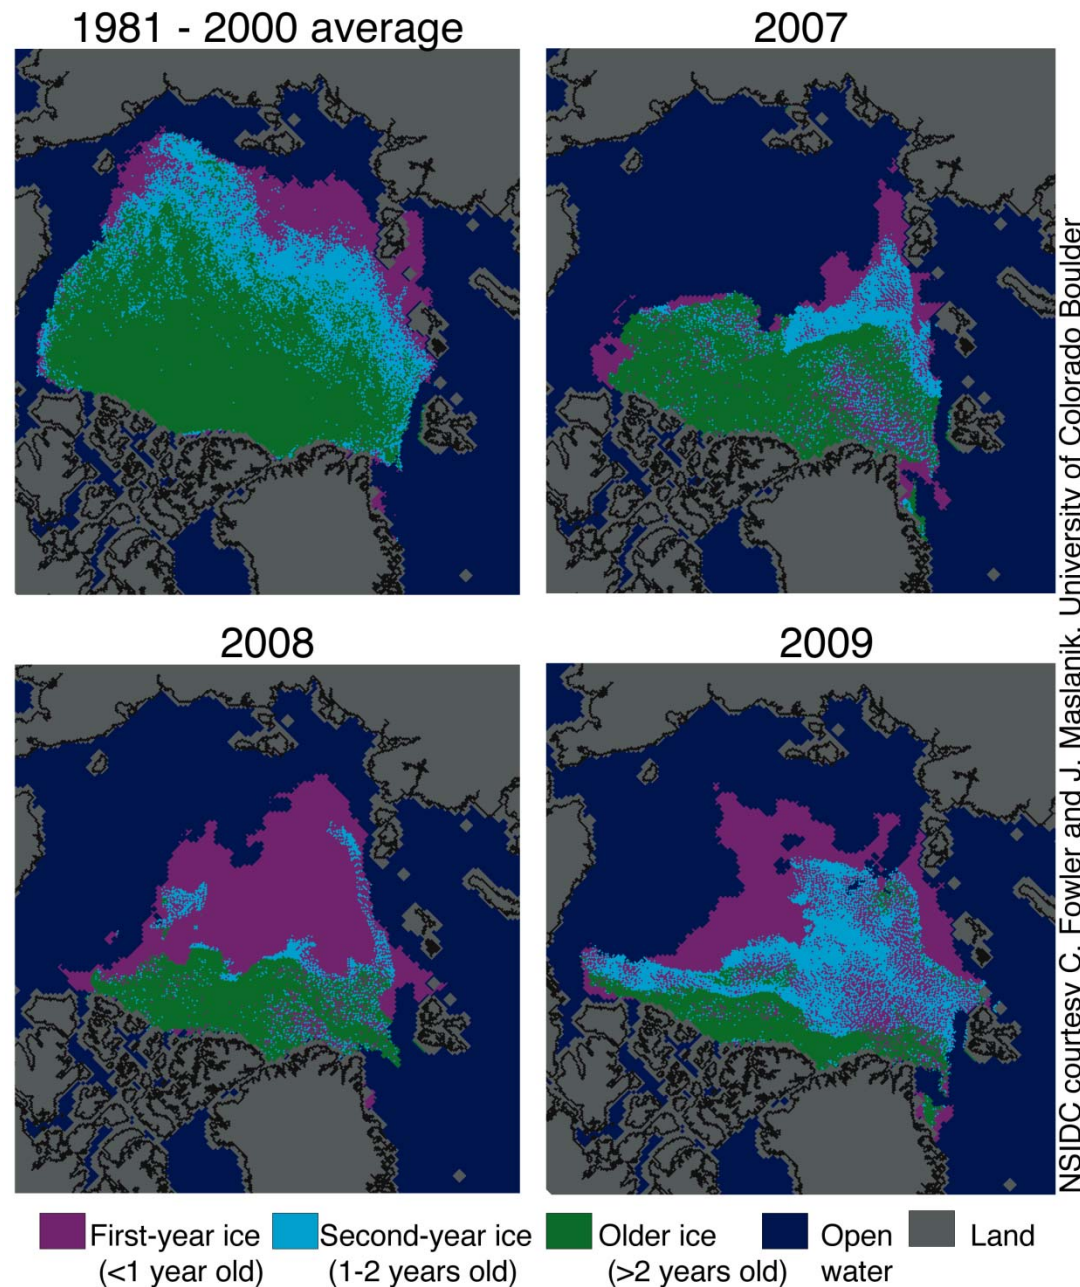 1981 - 2000 average
2007
2008
2009
NSIDC courtesy C. Fowler and J. Maslanik, University of Colorado Boulder
First-year ice
(<1 year old)
Second-year ice
(1-2 years old)
Older ice
(>2 years old)
Open
water
Land